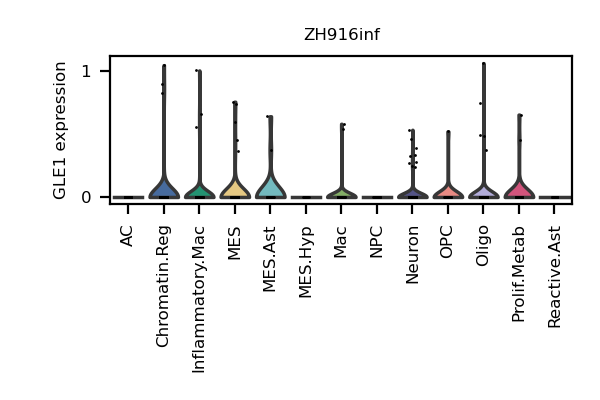 ZH916inf
GLE1 expression
1
0
AC
Chromatin.Reg
Inflammatory.Mac
MES
MES.Ast
MES.Hyp
Mac
NPC
Neuron
OPC
Oligo
Prolif.Metab
Reactive.Ast